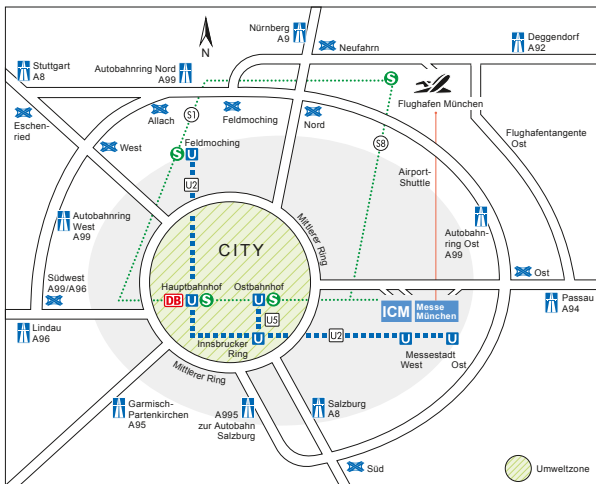 Nürnberg
A9
Deggendorf
A92
Neufahrn
N
Stuttgart
A8
Autobahnring Nord
A99
Flughafen München
Eschen-
ried
Allach
S1
Feldmoching
Nord
West
S
Feldmoching
U
S
S8
Flughafentangente
Ost
U2
Airport-
Shuttle
Autobahnring
West
A99
Mittlerer Ring
Autobahn-
ring Ost
A99
CITY
Südwest
A99/A96
Hauptbahnhof
DB
U
S
Ostbahnhof
U
S
Ost
Passau
A94
ICM
Messe
München
U5
Lindau
A96
Innsbrucker
Ring
U
U2
U
U
Messestadt
West
Ost
Mittlerer Ring
Garmisch-
Partenkirchen
A95
A995
zur Autobahn
Salzburg
Salzburg
A8
Süd
Umweltzone